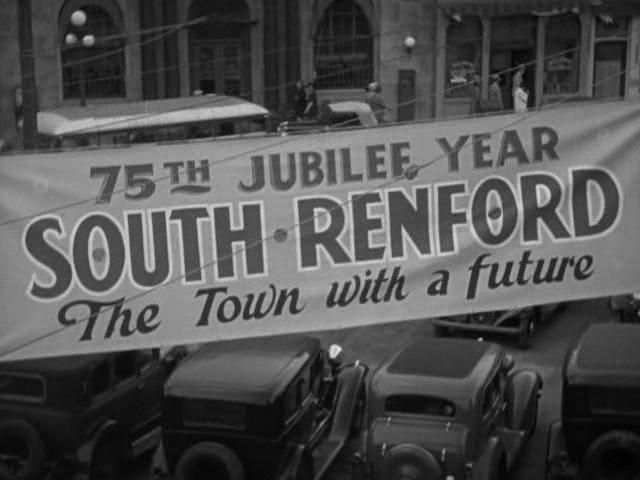 75TH JUBILEE YEAR
SOUTH RENFORD
The Town with a future